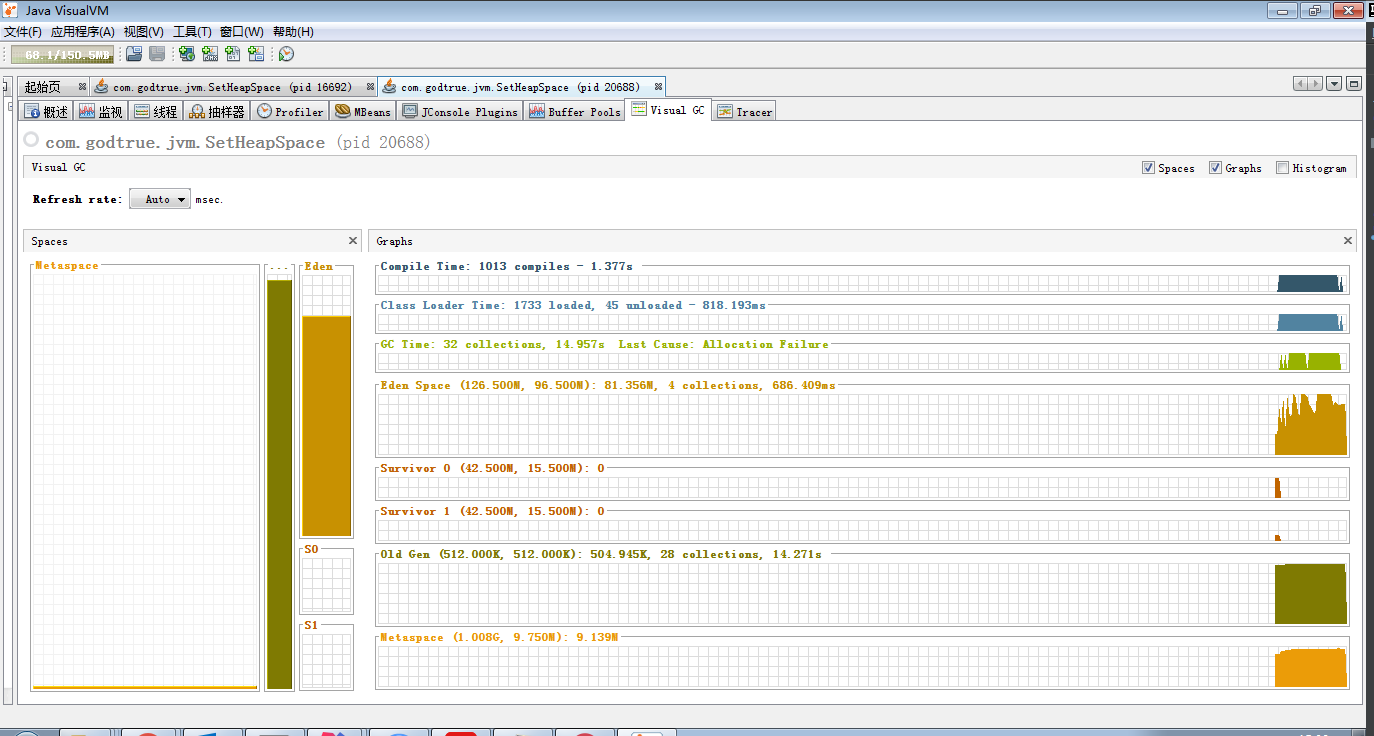 Java VisualVM
文件(F) 应用程序(A) 视图(V) 工具(T) 窗口(W) 帮助(H)
68.1/150.5MB
起始页 com.godtrue.jvm.SetHeapSpace (pid 16692) com.godtrue.jvm.SetHeapSpace (pid 20688)
概述 监视 线程 抽样器 Profiler MBeans JConsole Plugins Buffer Pools Visual GC Tracer
com.godtrue.jvm.SetHeapSpace (pid 20688)
Visual GC Spaces Graphs Histogram
Refresh rate: Auto msec.
Spaces
Metaspace ... Eden
S0
S1
Graphs
Compile Time: 1013 compiles - 1.377s
Class Loader Time: 1733 loaded, 45 unloaded - 818.193ms
GC Time: 32 collections, 14.957s Last Cause: Allocation Failure
Eden Space (126.500M, 96.500M): 81.356M, 4 collections, 686.409ms
Survivor 0 (42.500M, 15.500M): 0
Survivor 1 (42.500M, 15.500M): 0
Old Gen (512.000K, 512.000K): 504.945K, 28 collections, 14.271s
Metaspace (1.008G, 9.750M): 9.139M